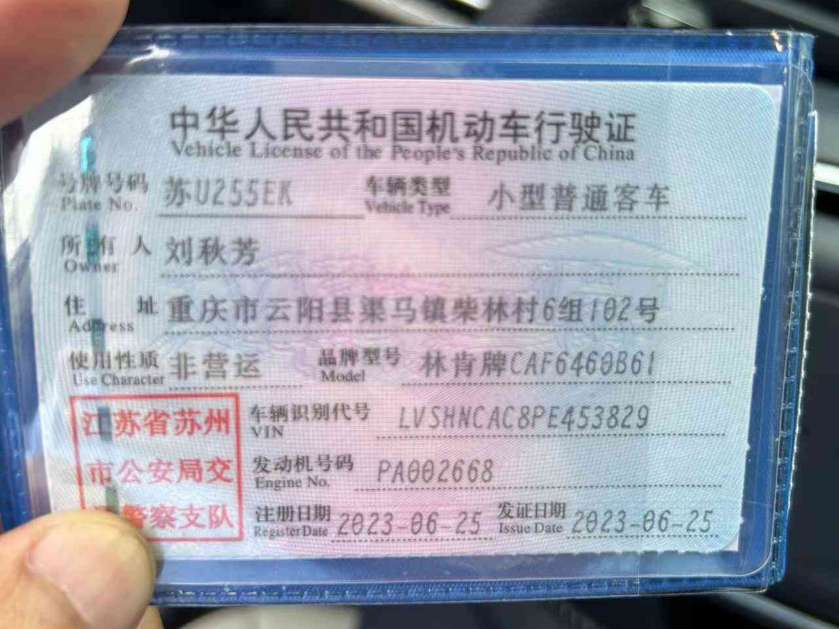 中华人民共和国机动车行驶证
Vehicle License of the People's Republic of China
号牌号码 苏U255EK 车辆类型 小型普通客车
Plate No. Vehicle Type
所有人 刘秋芳
Owner
住址 重庆市云阳县渠马镇柴林村6组102号
Address
使用性质 非营运 品牌型号 林肯牌CAF6460B61
Use Character Model
江苏省苏州 车辆识别代号 LVSHNCAC8PE453829
VIN
市公安局交 发动机号码 PA002668
Engine No.
警察支队 注册日期 2023-06-25 发证日期 2023-06-25
Register Date Issue Date